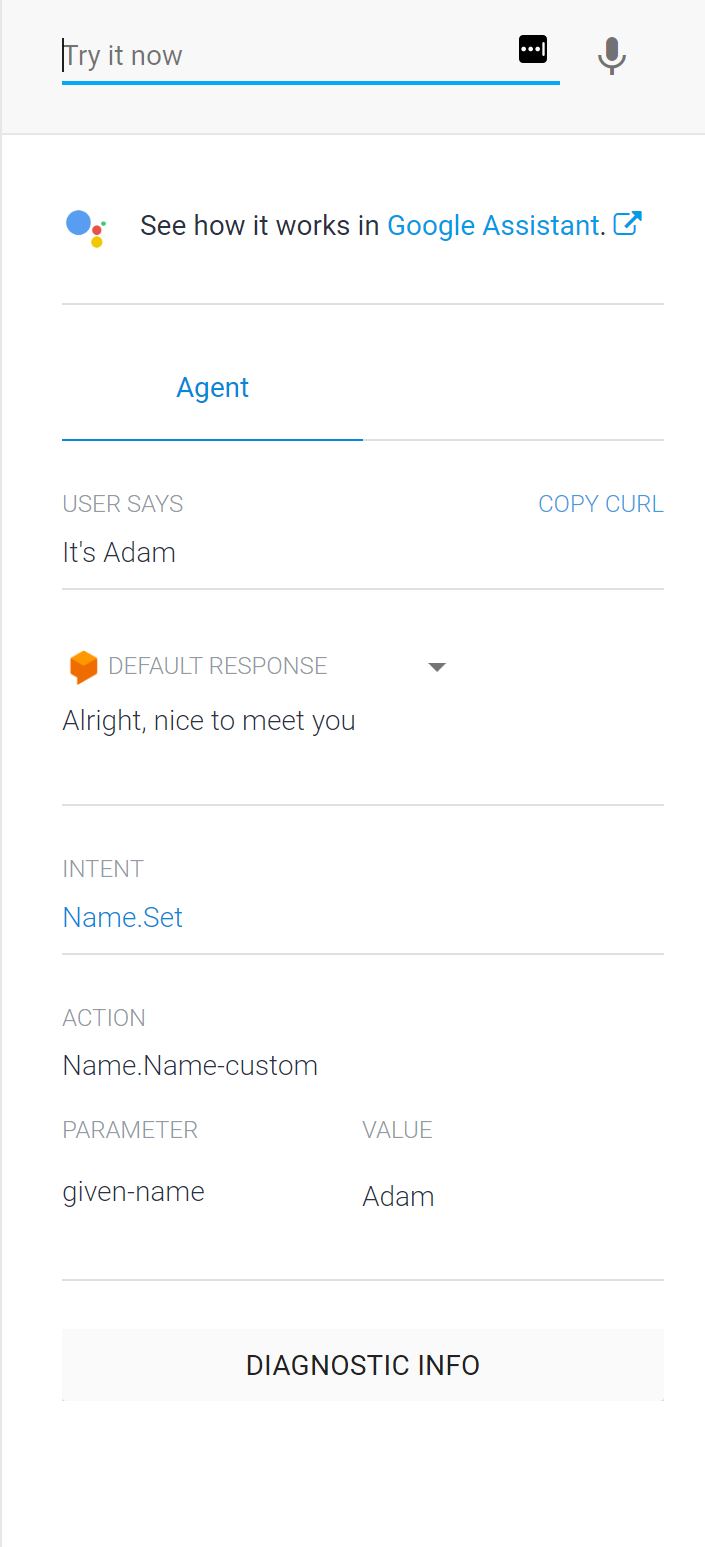 Try it now
See how it works in Google Assistant.
Agent
USER SAYS COPY CURL
It's Adam
DEFAULT RESPONSE
Alright, nice to meet you
INTENT
Name.Set
ACTION
Name.Name-custom
PARAMETER VALUE
given-name Adam
DIAGNOSTIC INFO